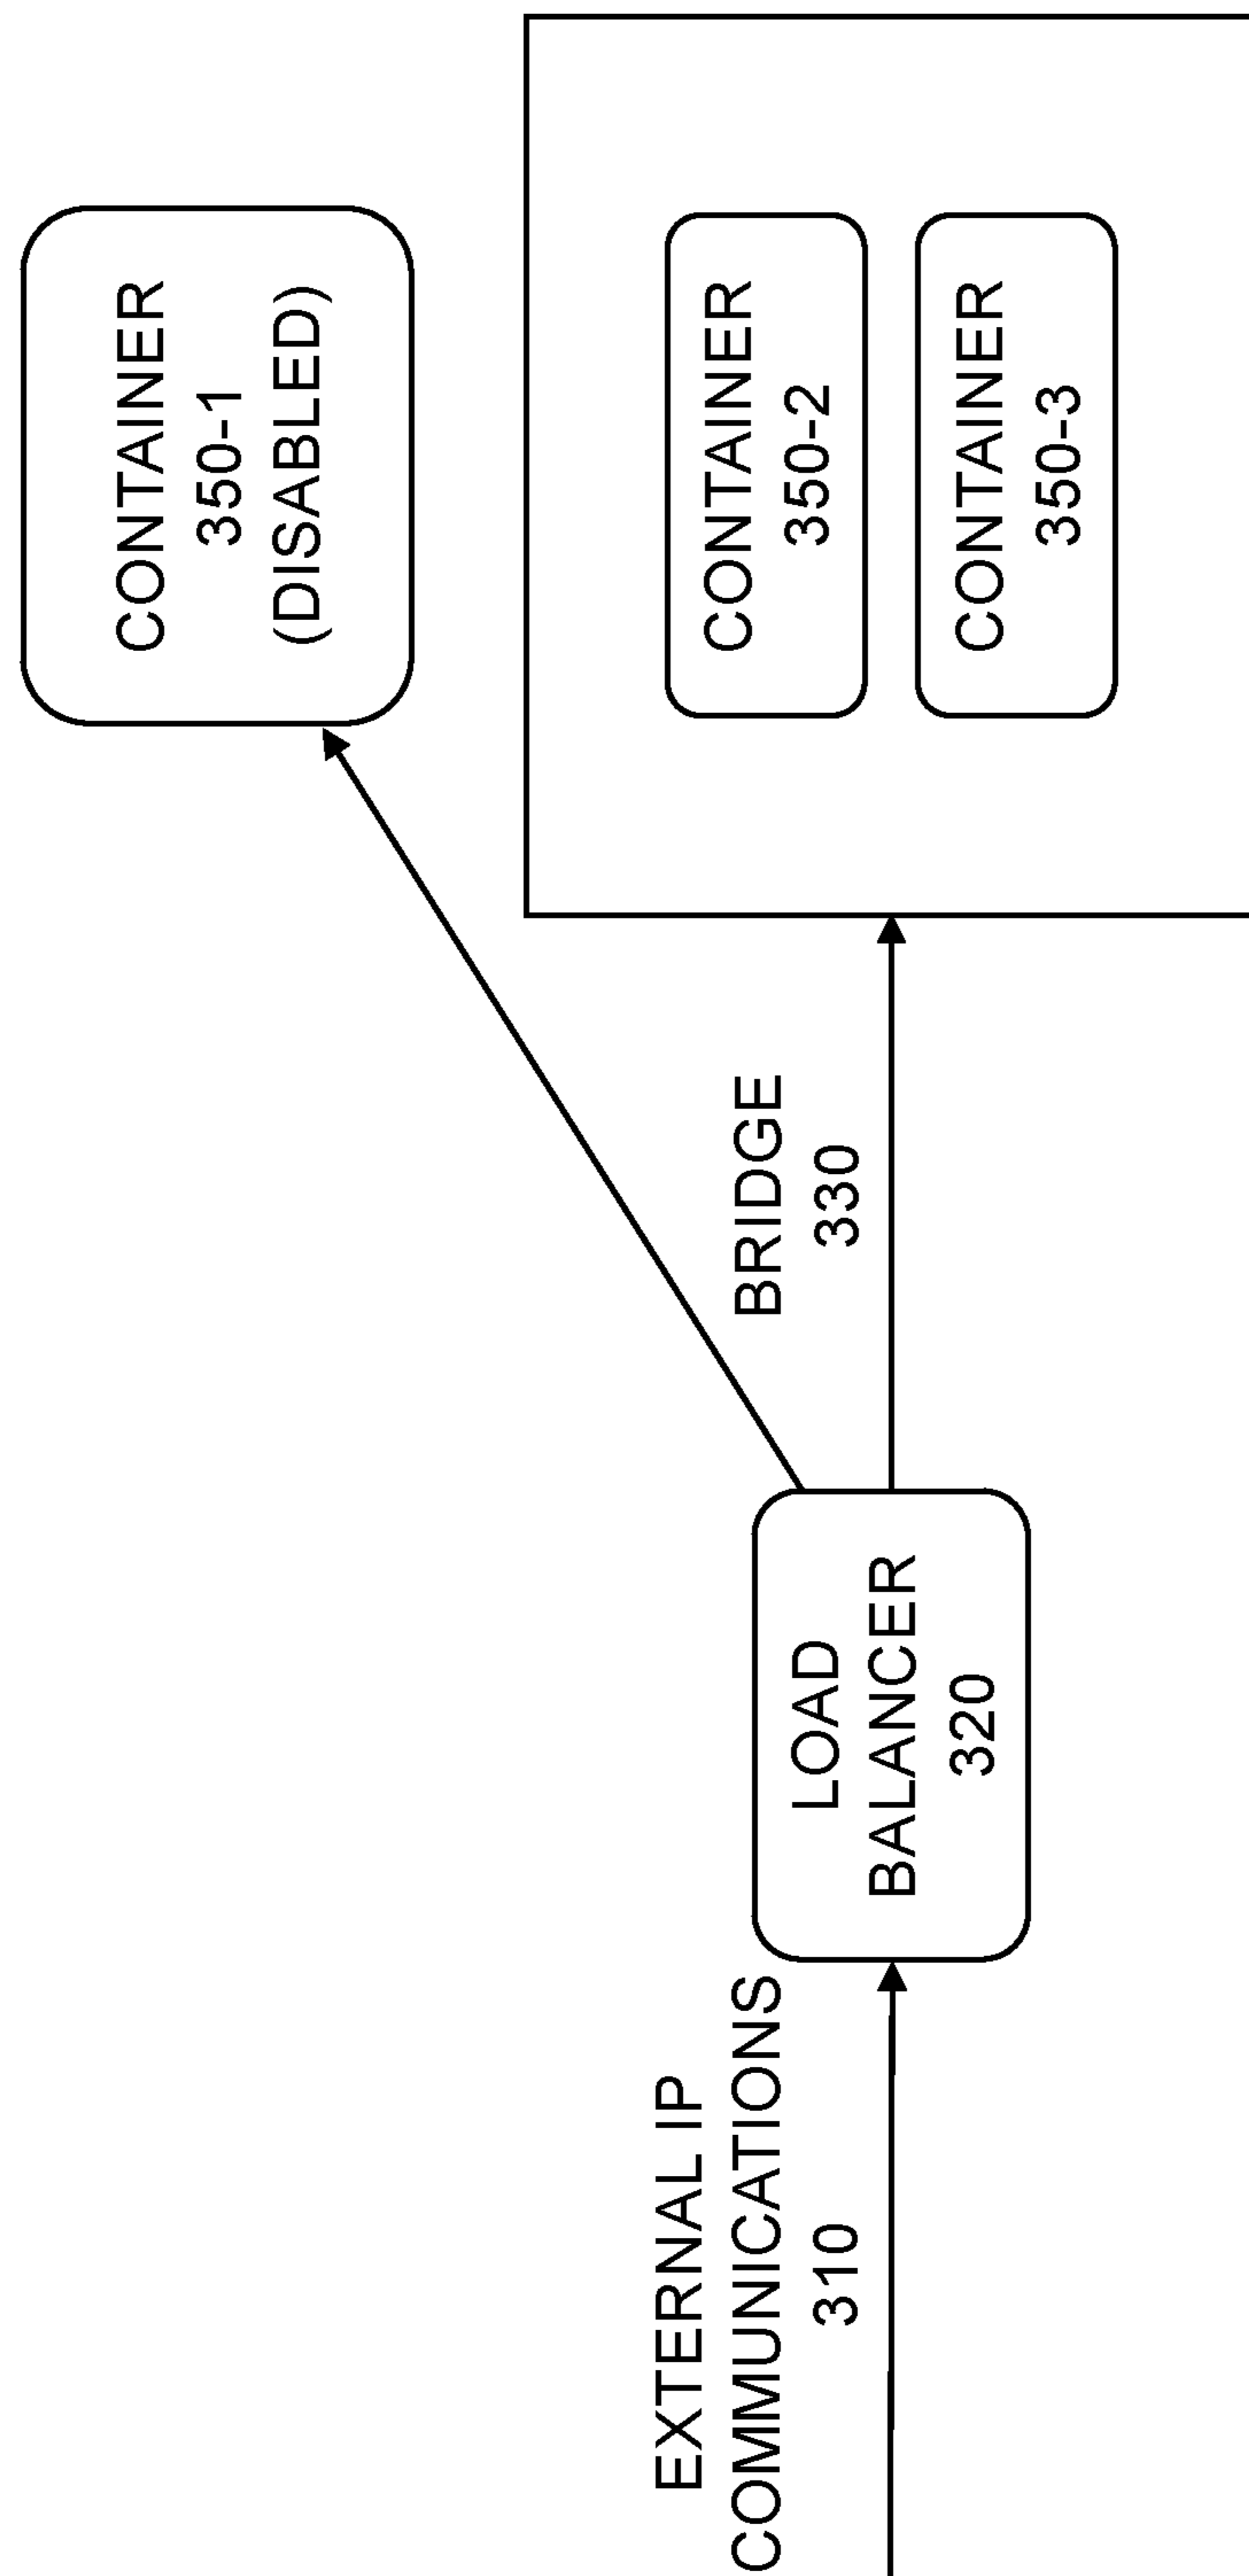 EXTERNAL IP
COMMUNICATIONS
310
LOAD
BALANCER
320
BRIDGE
330
CONTAINER
350-1
(DISABLED)
CONTAINER
350-2
CONTAINER
350-3